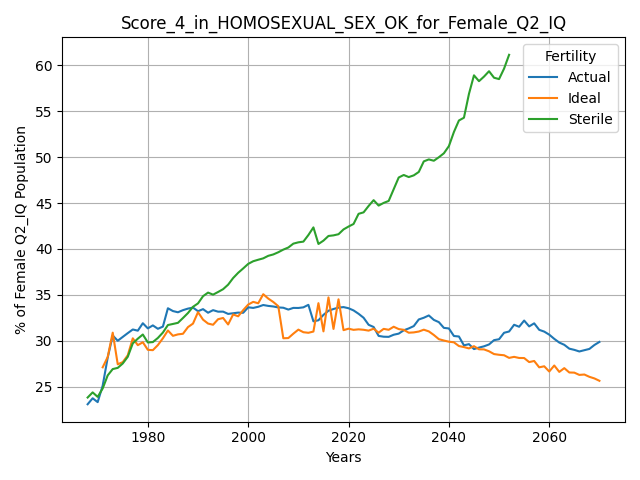 Score_4_in_HOMOSEXUAL_SEX_OK_for_Female_Q2_IQ
Fertility
Actual
Ideal
Sterile
% of Female Q2_IQ Population
60
55
50
45
40
35
30
25
1980
2000
2020
2040
2060
Years